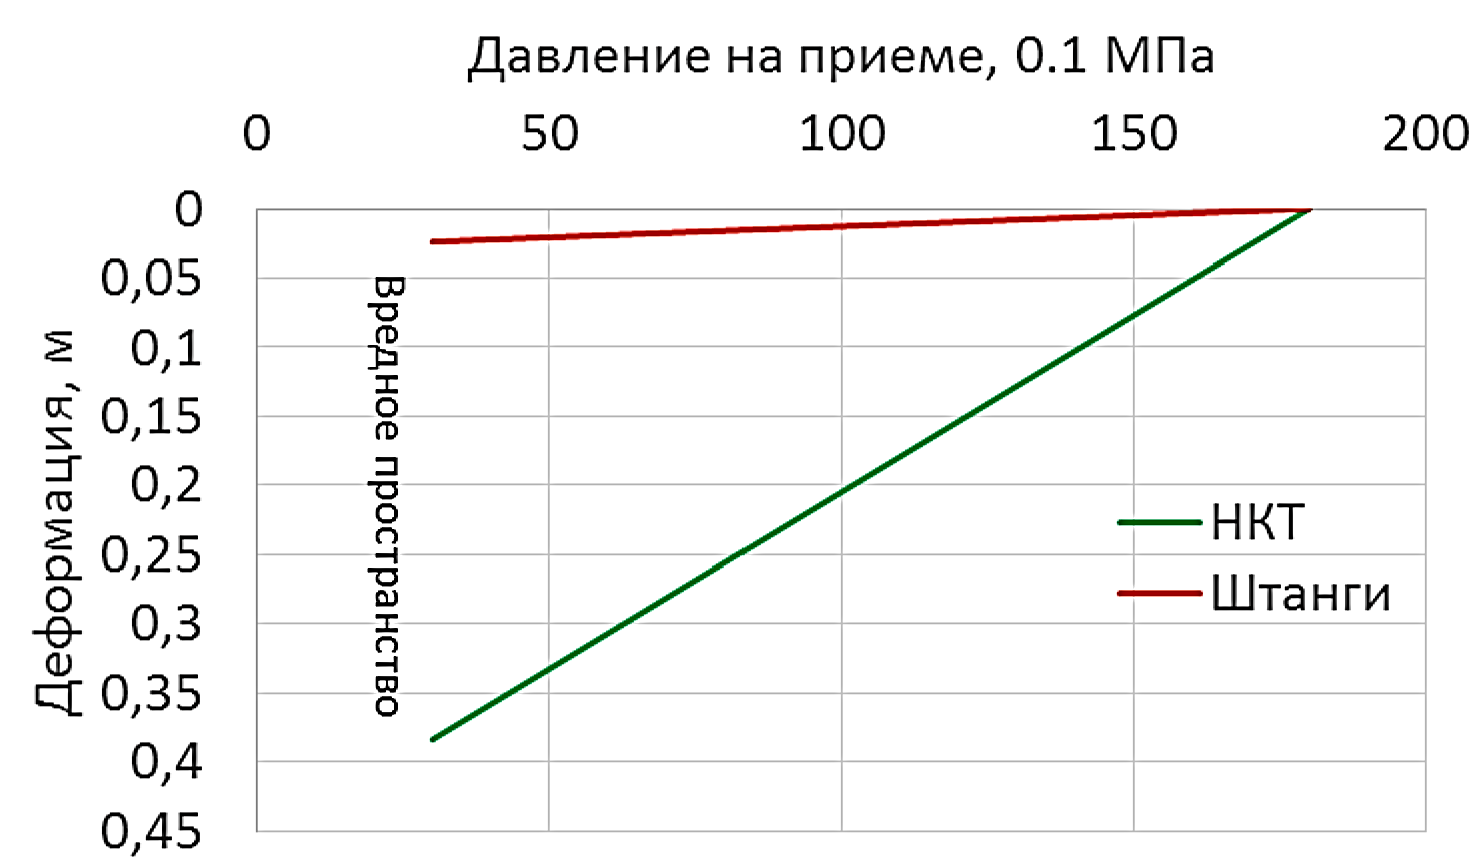 Давление на приеме, 0.1 МПа
0 50 100 150 200
0
0,05
0,1
0,15
0,2
0,25
0,3
0,35
0,4
0,45
Деформация, м
Вредное пространство
НКТ
Штанги